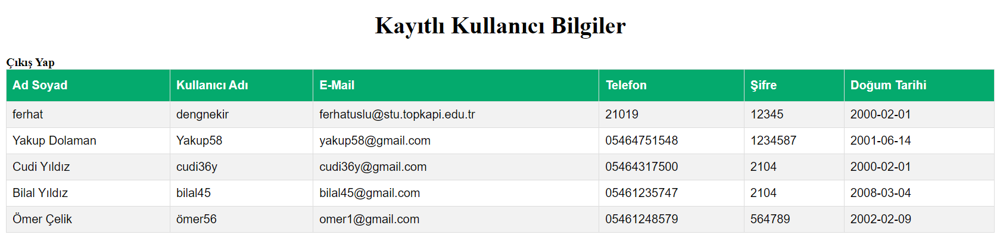 Kayıtlı Kullanıcı Bilgiler
Çıkış Yap
Ad Soyad Kullanıcı Adı E-Mail Telefon Şifre Doğum Tarihi
ferhat dengnekir ferhatuslu@stu.topkapi.edu.tr 21019 12345 2000-02-01
Yakup Dolaman Yakup58 yakup58@gmail.com 05464751548 1234587 2001-06-14
Cudi Yıldız cudi36y cudi36y@gmail.com 05464317500 2104 2000-02-01
Bilal Yıldız bilal45 bilal45@gmail.com 05461235747 2104 2008-03-04
Ömer Çelik ömer56 omer1@gmail.com 05461248579 564789 2002-02-09